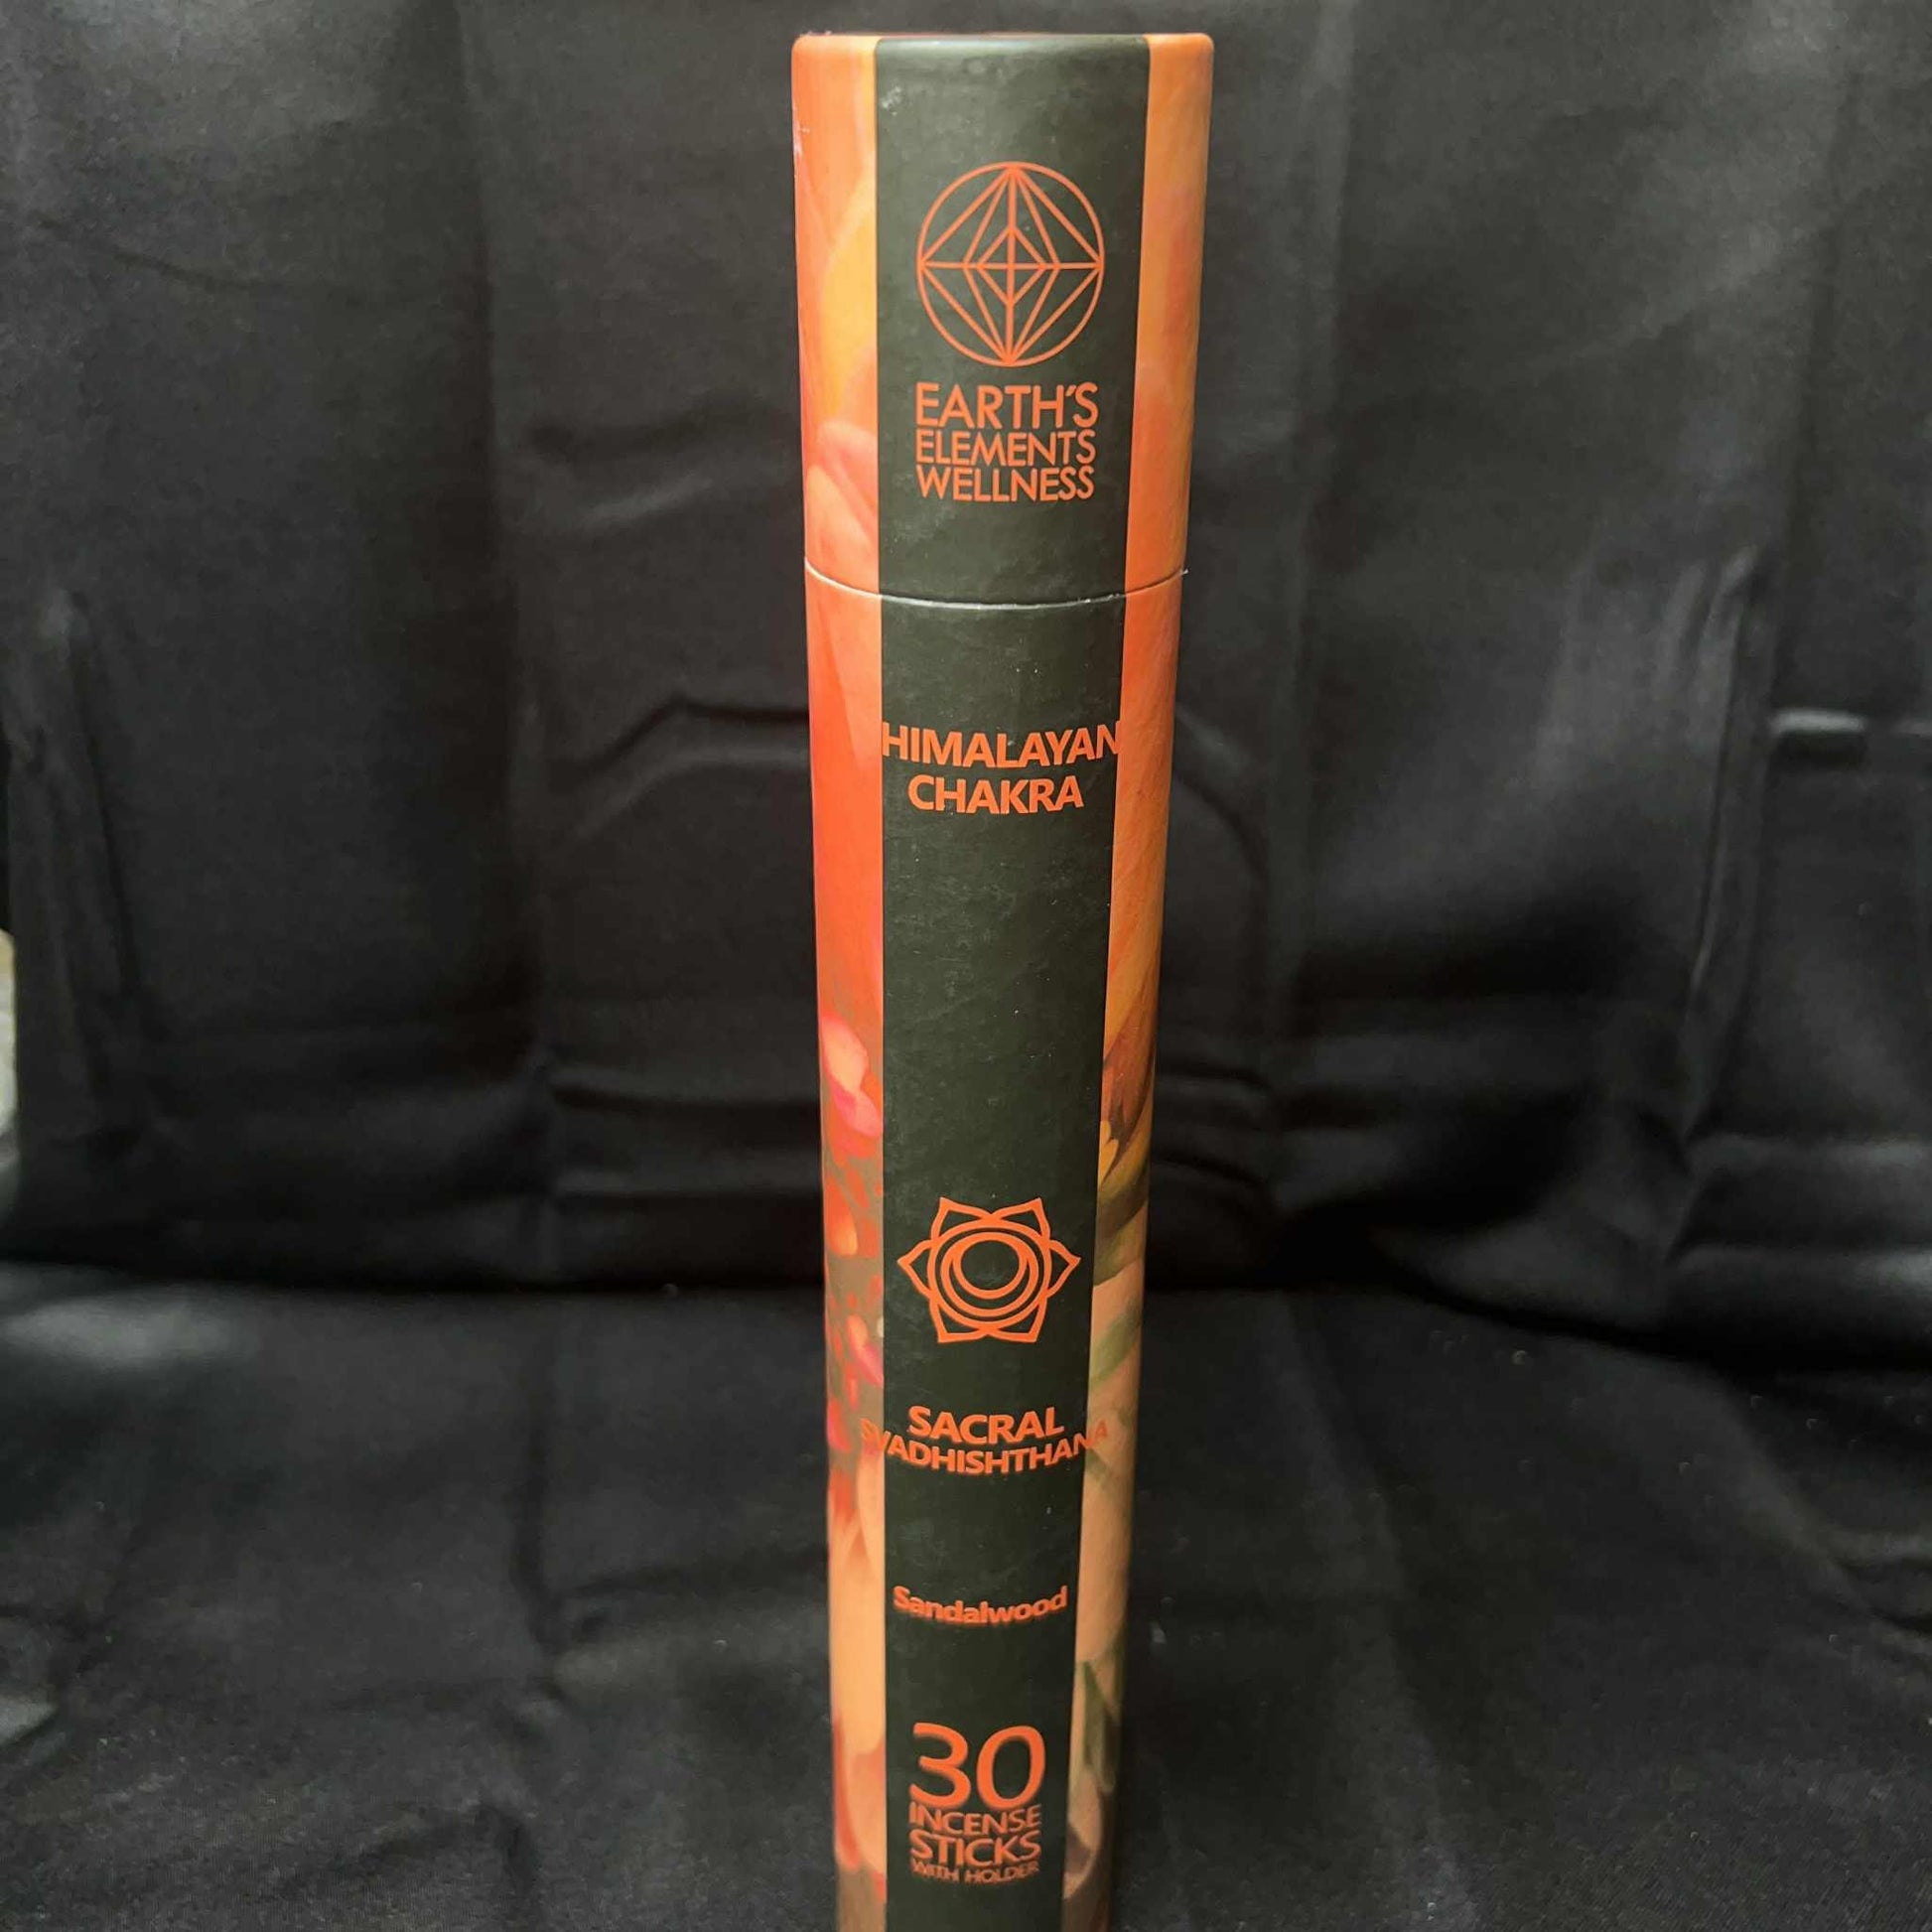 EARTH'S
ELEMENTS
WELLNESS
HIMALAYAN
CHAKRA
SACRAL
SVADHISHTHANA
Sandalwood
30
INCENSE
STICKS
WITH HOLDER